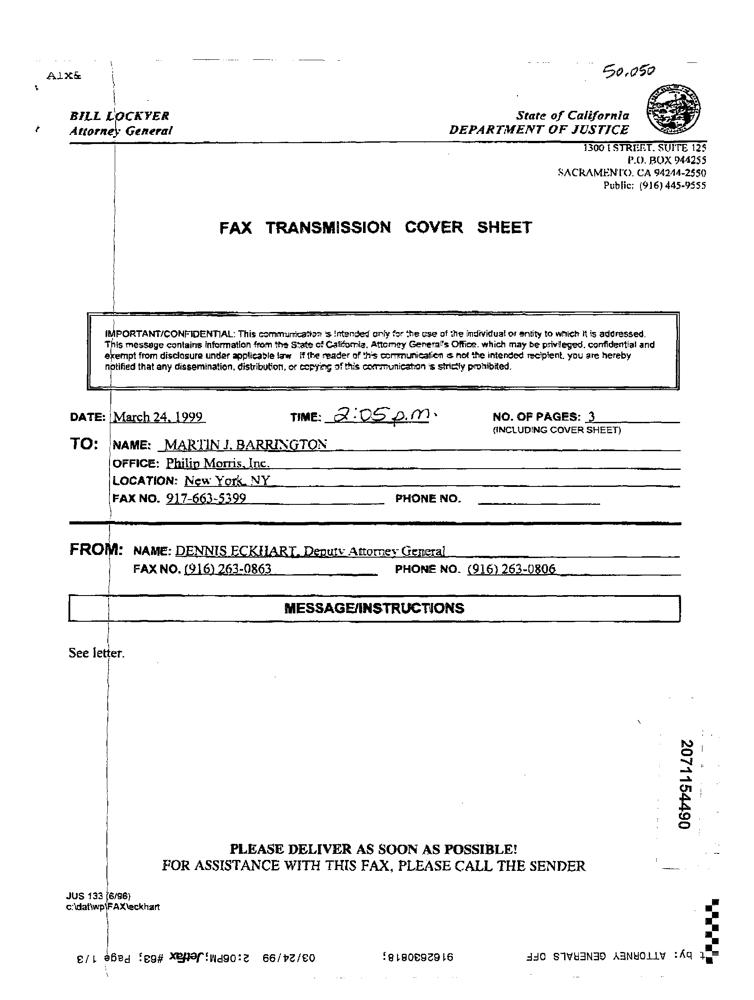 A1X&
50.050
BILL LOCKYER
Attorney General
State of California
DEPARTMENT OF JUSTICE
1300 I STREET, SUITE 125
P.O. BOX 944255
SACRAMENTO, CA 94244-2550
Public: (916) 445-9555
FAX TRANSMISSION COVER SHEET
IMPORTANT/CONFIDENTIAL: This communication is intended only for the use of the individual or entity to which it is addressed.
This message contains information from the State of California, Attorney General's Office, which may be privileged, confidential and
exempt from disclosure under applicable law. If the reader of this communication is not the intended recipient, you are hereby
notified that any dissemination, distribution, or copying of this communication is strictly prohibited.
DATE: March 24, 1999 TIME: 2:05 p.m. NO. OF PAGES: 3
(INCLUDING COVER SHEET)
TO: NAME: MARTIN J. BARRINGTON
OFFICE: Philip Morris, Inc.
LOCATION: New York, NY
FAX NO. 917-663-5399 PHONE NO.
FROM: NAME: DENNIS ECKHART, Deputy Attorney General
FAX NO. (916) 263-0863 PHONE NO. (916) 263-0806
MESSAGE/INSTRUCTIONS
See letter.
2071154490
PLEASE DELIVER AS SOON AS POSSIBLE!
FOR ASSISTANCE WITH THIS FAX, PLEASE CALL THE SENDER
JUS 133 (6/96)
c:\dat\wp\FAX\eckhart
t by: ATTORNEY GENERALS OFF 9162630818; 03/24/99 2:06PM; Jetfax #63; Page 1/3